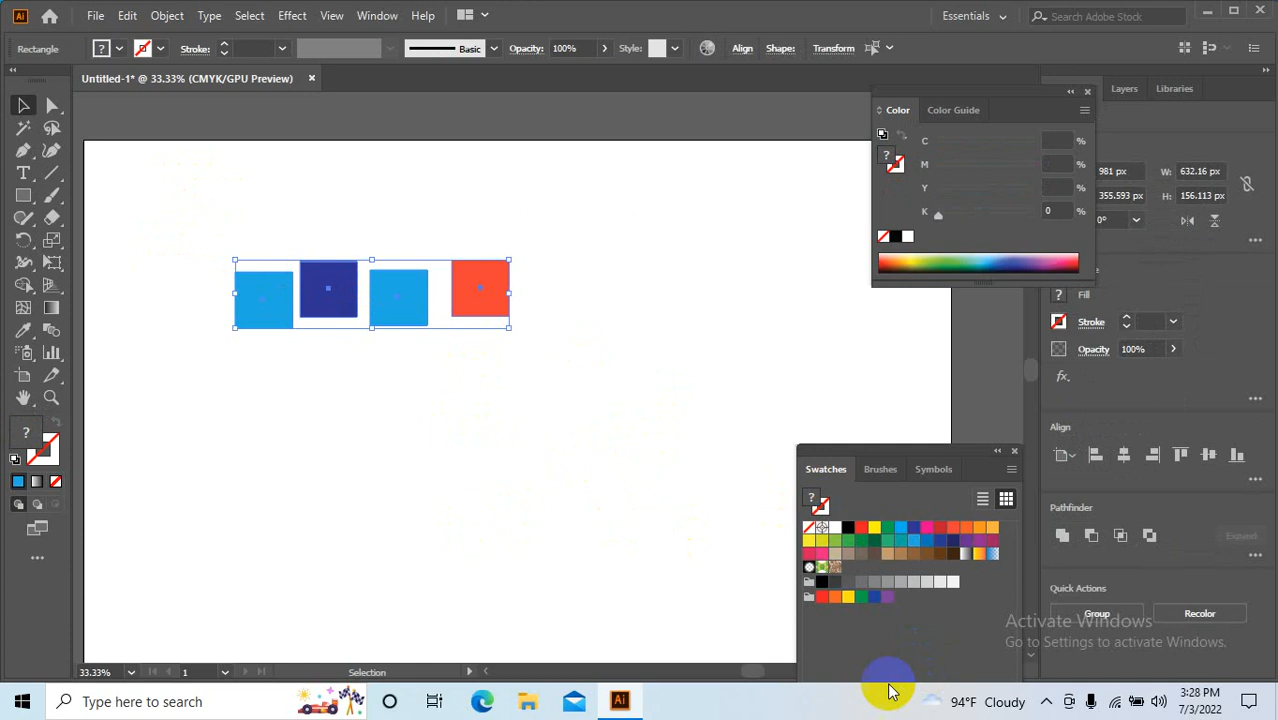 Ai File Edit Object Type Select Effect View Window Help Essentials Search Adobe Stock
Rectangle ? Stroke: Basic Opacity: 100% Style: Align Shape: Transform
Untitled-1* @ 33.33% (CMYK/GPU Preview)
Layers Libraries
Color Color Guide
C %
M %
Y %
K 0 %
?
981 px W: 632.16 px
355.593 px H: 156.113 px
0°
? Fill
Stroke
Opacity 100%
fx
Align
Pathfinder
Expand
Quick Actions
Group Recolor
Swatches Brushes Symbols
?
?
T
Activate Windows
Go to Settings to activate Windows.
33.33% 1 Selection
Type here to search
Ai
94°F Cloudy
3:28 PM
7/3/2022